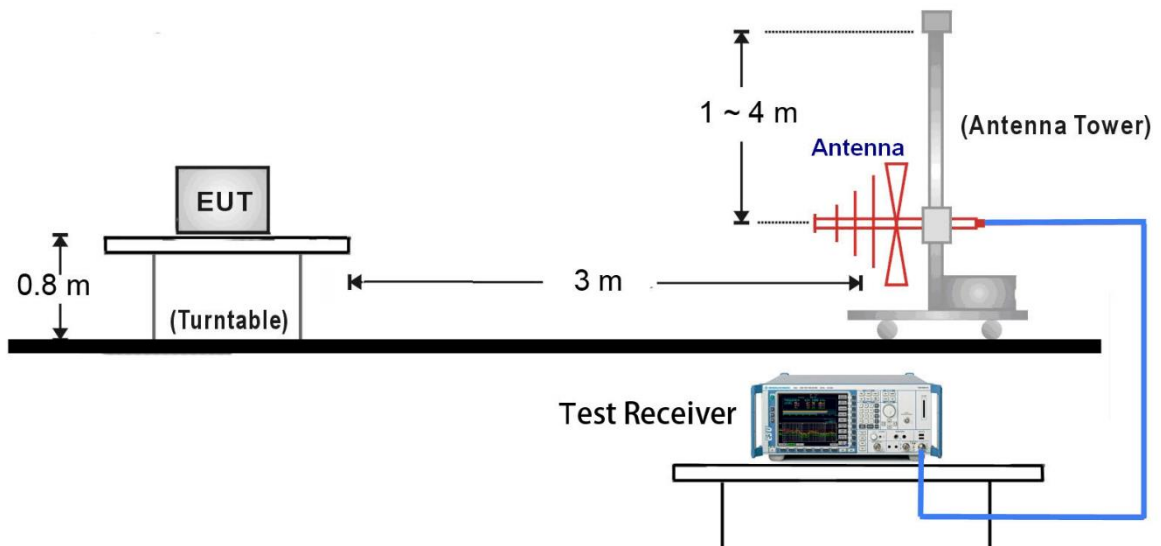 1 ~ 4 m
(Antenna Tower)
Antenna
EUT
0.8 m
3 m
(Turntable)
Test Receiver